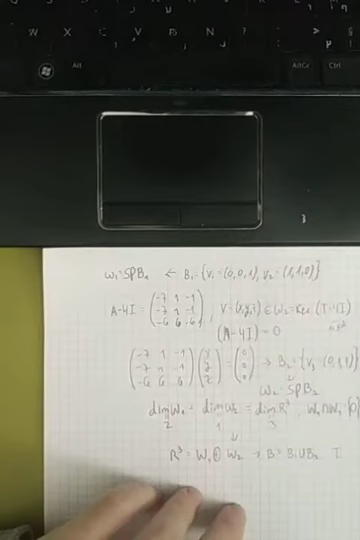 W X C
Alt
AltCr Ctrl
W₁=SPB₁ ← B₁={V₁=(0,0,1), V₂=(1,1,0)}
A-4I = (-7 1 -1
-7 1 -1
-6 6 -6), V=(x,y,z) ∈ W₂=Ker (T-4I)
(A-4I)=0
(-7 1 -1
-7 1 -1
-6 6 -6) (x
y
z) = (0
0
0) → B₂={V₃=(0,1,1)}
W₂=SPB₂
dim W₁ = dim W₂ = dim R³, W₁∩W₂ {0}
2 1 3
R³ = W₁ ⊕ W₂ → B=B₁∪B₂